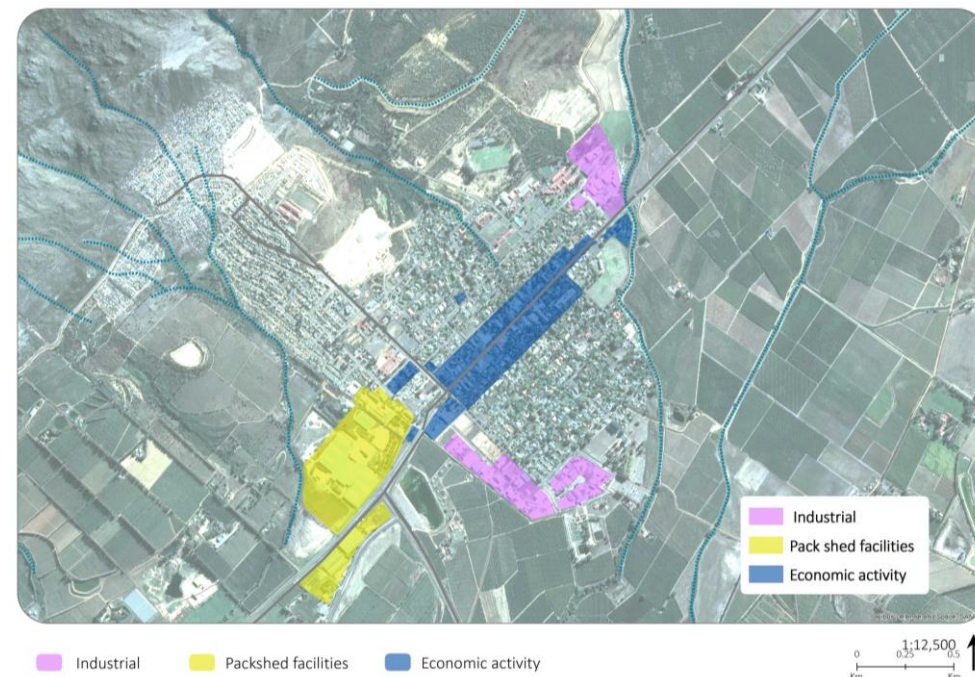 Industrial
Pack shed facilities
Economic activity
Industrial
Packshed facilities
Economic activity
1:12,500
0
0.25
0.5
Km
Km